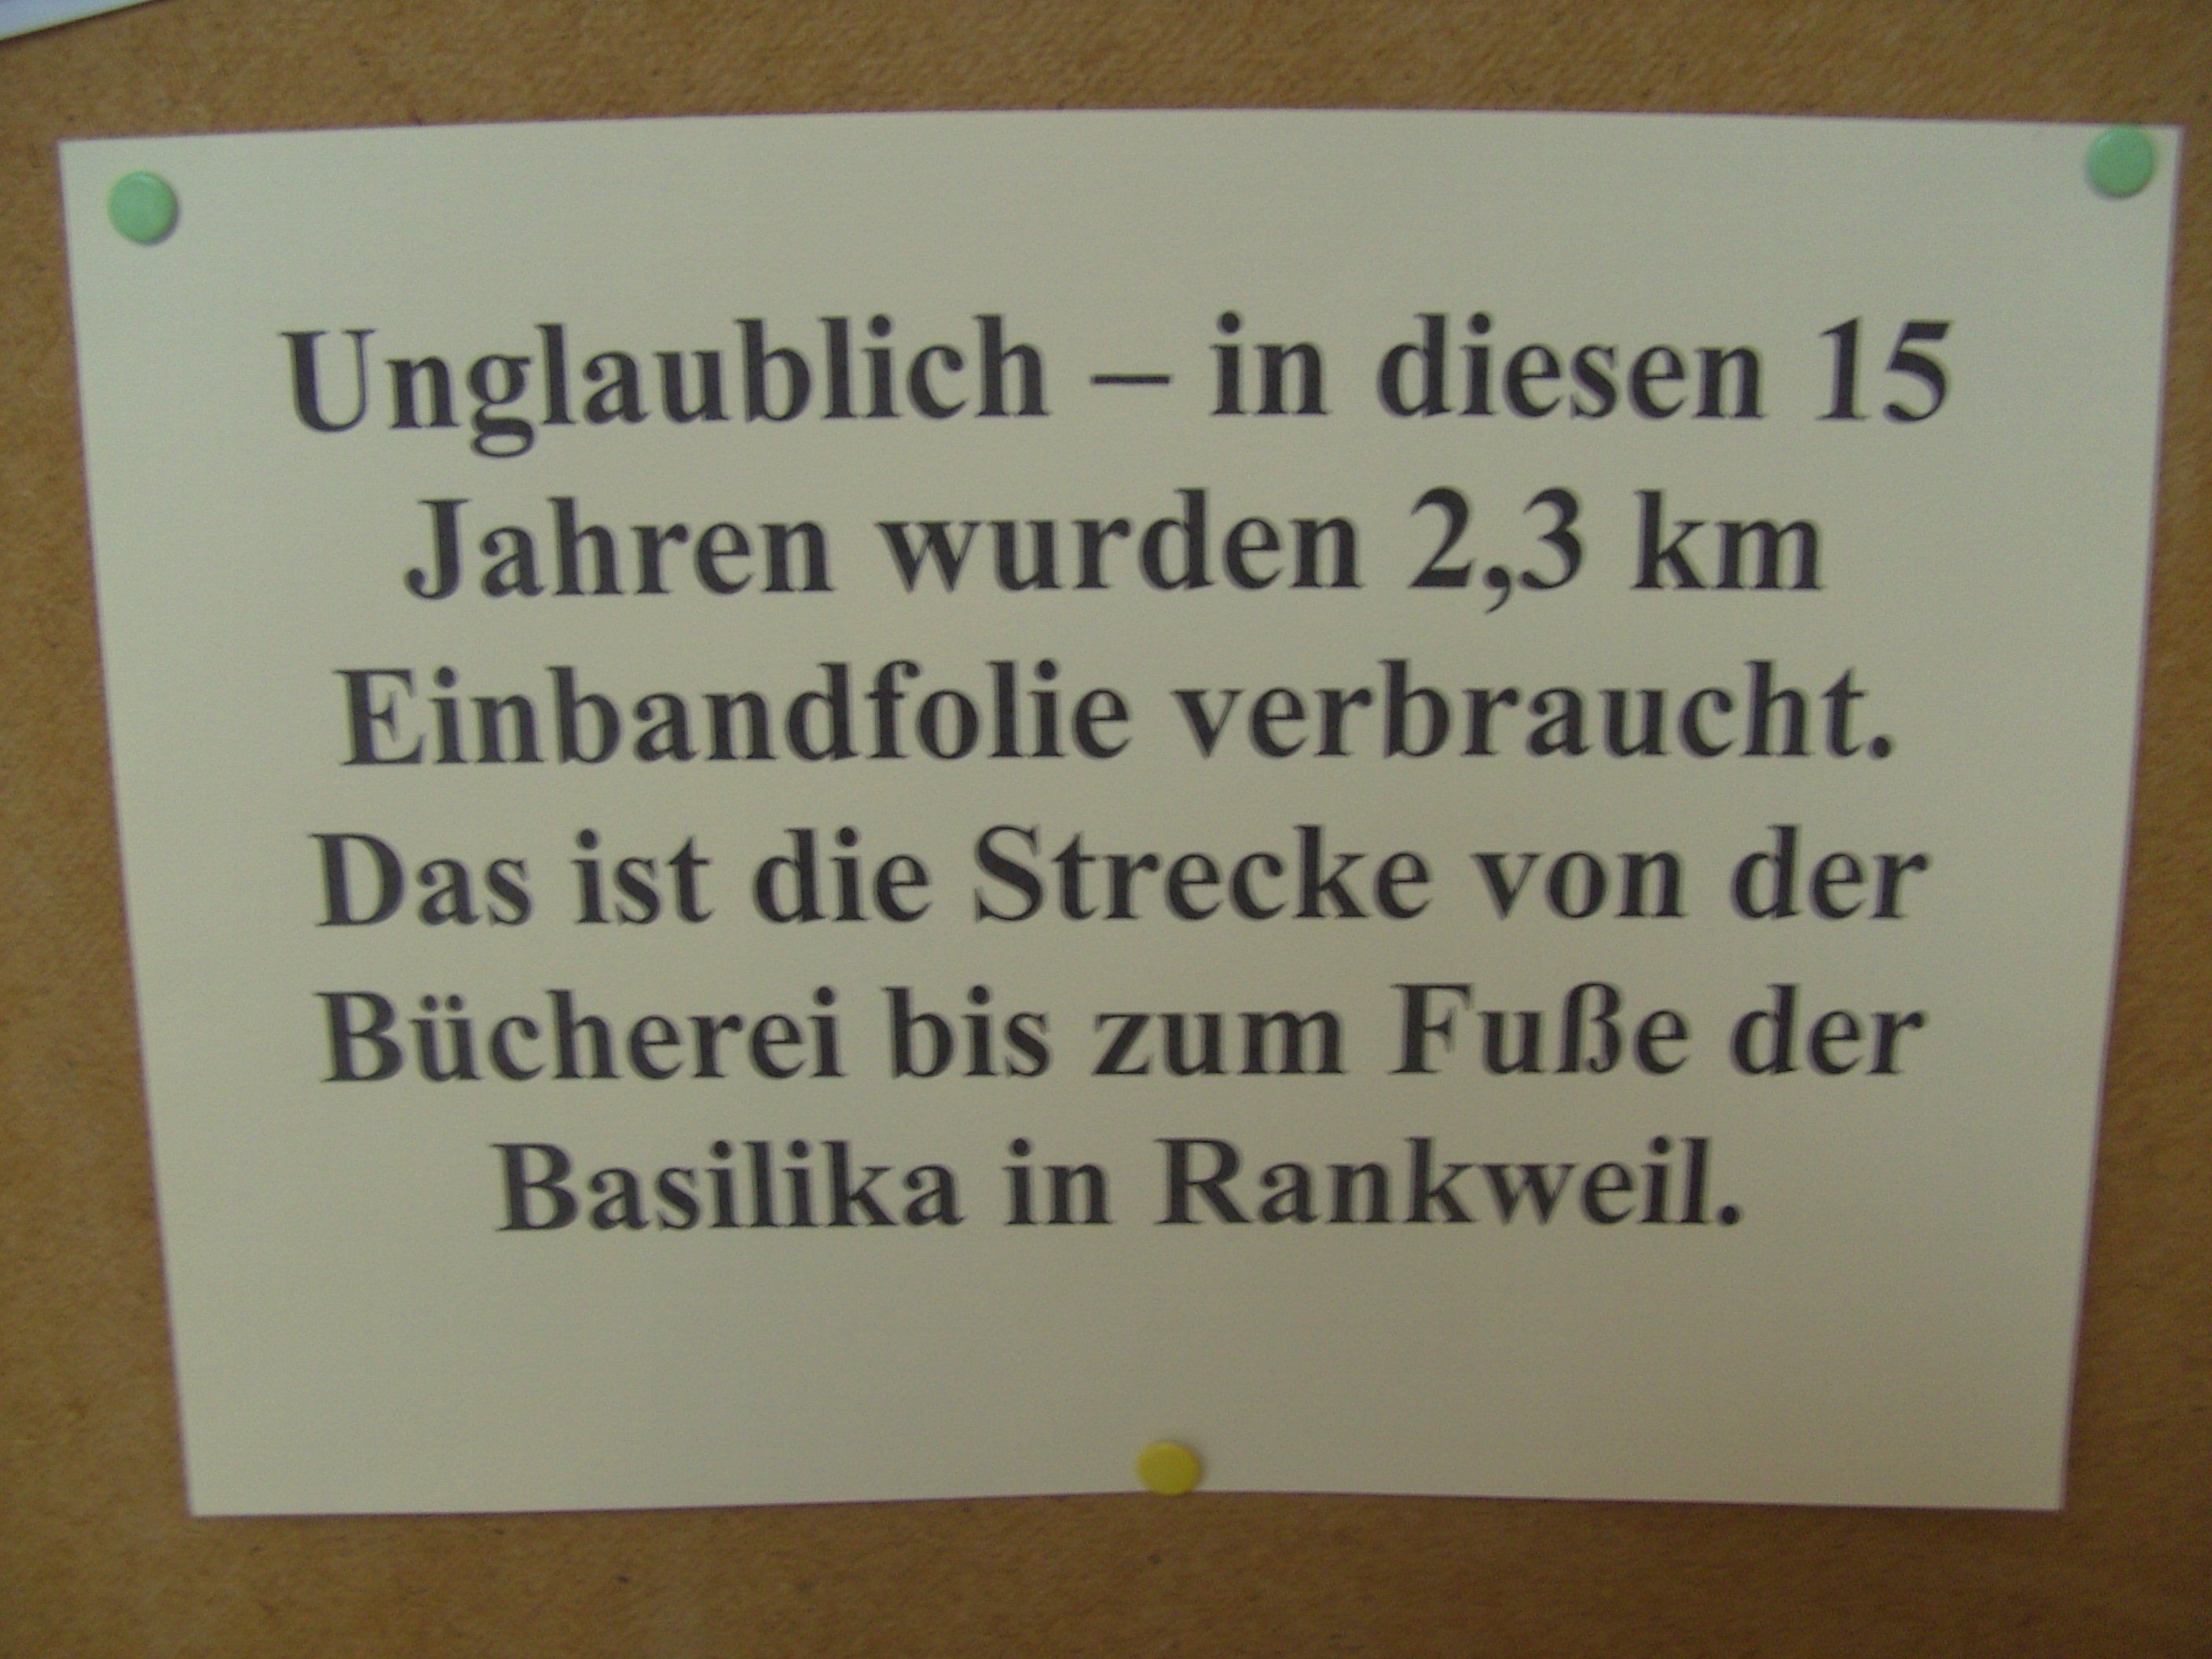 Unglaublich – in diesen 15
Jahren wurden 2,3 km
Einbandfolie verbraucht.
Das ist die Strecke von der
Bücherei bis zum Fuße der
Basilika in Rankweil.